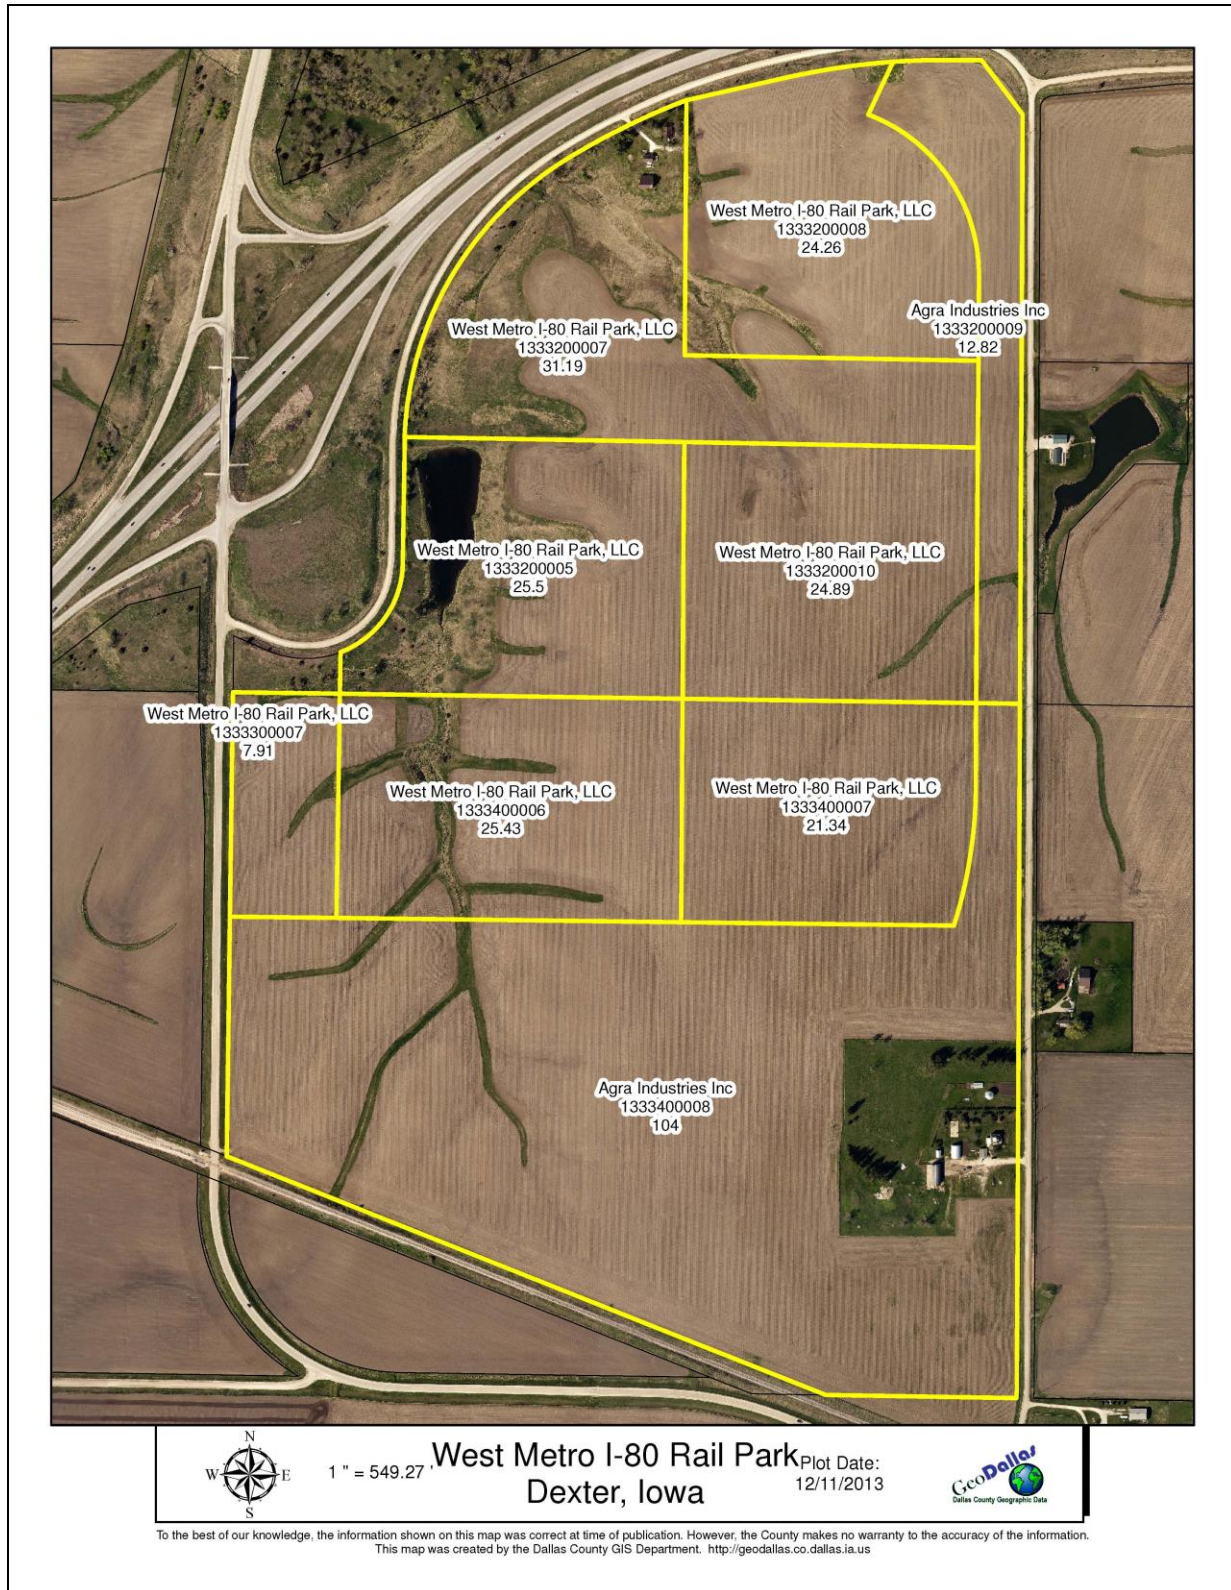 West Metro I-80 Rail Park, LLC
1333200008
24.26
Agra Industries Inc
1333200009
12.82
West Metro I-80 Rail Park, LLC
1333200007
31.19
West Metro I-80 Rail Park, LLC
1333200005
25.5
West Metro I-80 Rail Park, LLC
1333200010
24.89
West Metro I-80 Rail Park, LLC
1333300007
7.91
West Metro I-80 Rail Park, LLC
1333400006
25.43
West Metro I-80 Rail Park, LLC
1333400007
21.34
Agra Industries Inc
1333400008
104
N
W E
S
1 " = 549.27 '
West Metro I-80 Rail Park
Dexter, Iowa
Plot Date:
12/11/2013
GeoDallas
Dallas County Geographic Data
To the best of our knowledge, the information shown on this map was correct at time of publication. However, the County makes no warranty to the accuracy of the information.
This map was created by the Dallas County GIS Department. http://geodallas.co.dallas.ia.us